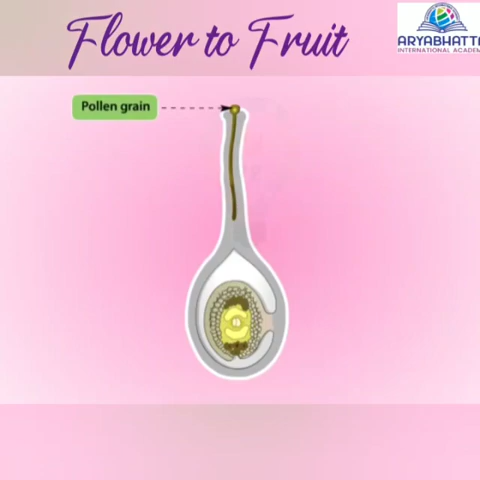 Flower to Fruit
ARYABHATTA
INTERNATIONAL ACADEM
Pollen grain